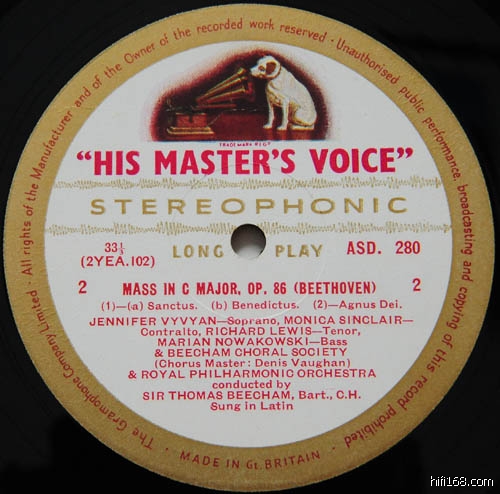 The Gramophone Company Limited · All rights of the Manufacturer and of the Owner of the recorded work reserved · Unauthorised public performance, broadcasting and copying of this record prohibited ·
TRADE MARK REGD
"HIS MASTER'S VOICE"
STEREOPHONIC
33⅓
(2YEA.102)
LONG PLAY
ASD. 280
2 MASS IN C MAJOR, OP. 86 (BEETHOVEN) 2
(1)—(a) Sanctus. (b) Benedictus. (2)—Agnus Dei.
JENNIFER VYVYAN—Soprano, MONICA SINCLAIR—
Contralto, RICHARD LEWIS—Tenor,
MARIAN NOWAKOWSKI—Bass
& BEECHAM CHORAL SOCIETY
(Chorus Master: Denis Vaughan)
& ROYAL PHILHARMONIC ORCHESTRA
conducted by
SIR THOMAS BEECHAM, Bart., C.H.
Sung in Latin
MADE IN Gt. BRITAIN
hifi168.com